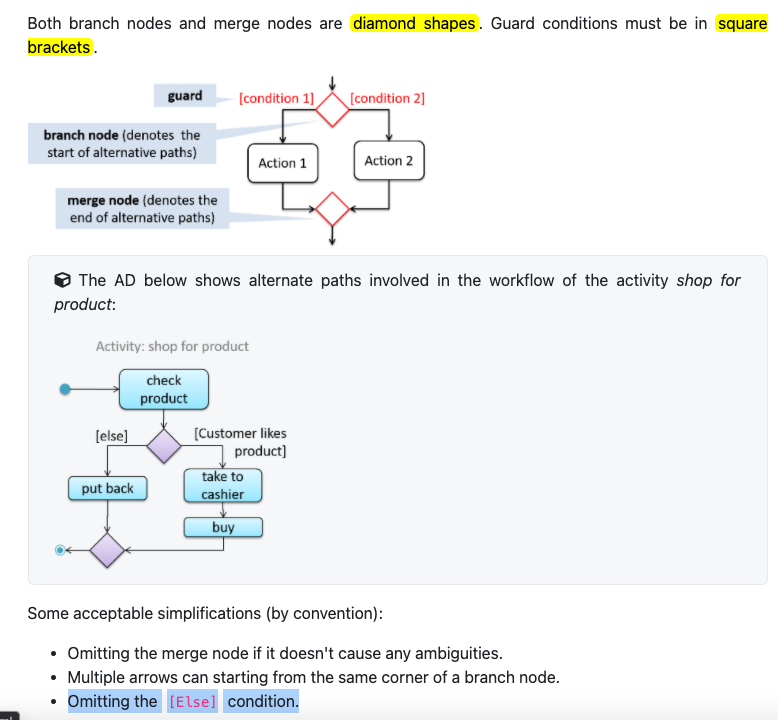 Both branch nodes and merge nodes are diamond shapes. Guard conditions must be in square
brackets.
guard
[condition 1]
[condition 2]
branch node (denotes the
start of alternative paths)
Action 1
Action 2
merge node (denotes the
end of alternative paths)
The AD below shows alternate paths involved in the workflow of the activity shop for
product:
Activity: shop for product
check
product
[else]
[Customer likes
product]
put back
take to
cashier
buy
Some acceptable simplifications (by convention):
• Omitting the merge node if it doesn't cause any ambiguities.
• Multiple arrows can starting from the same corner of a branch node.
• Omitting the [Else] condition.